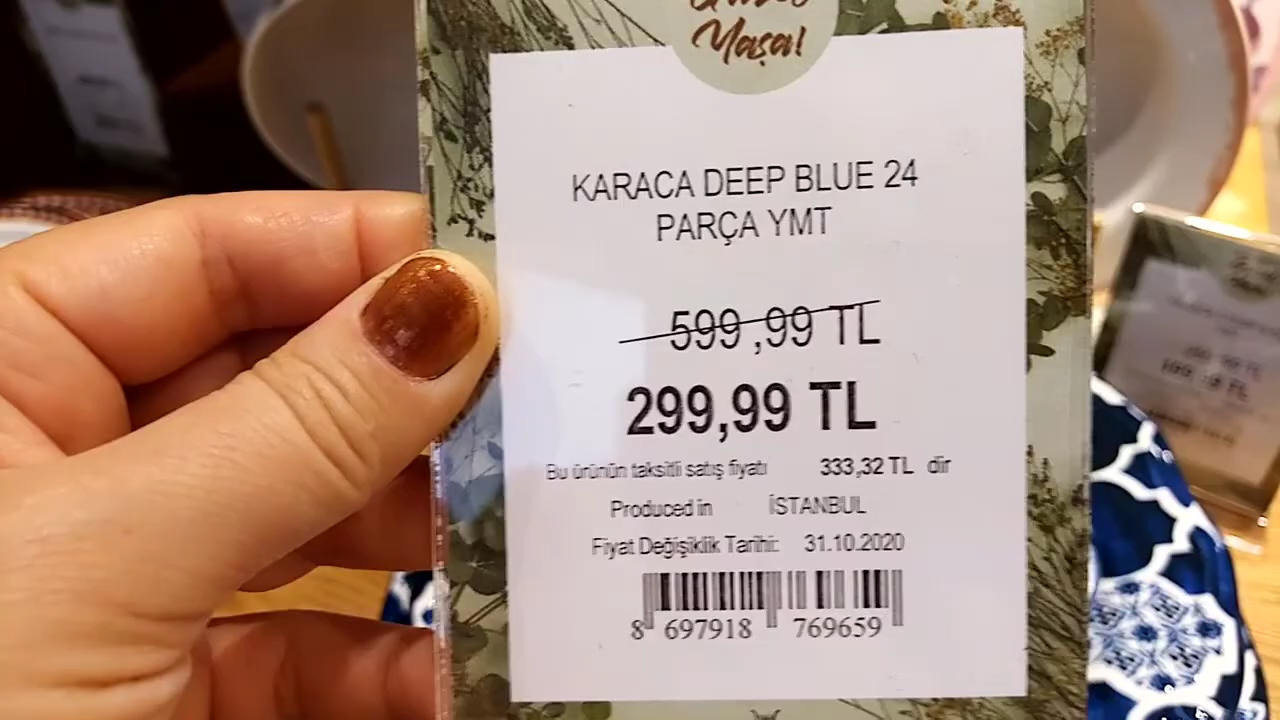 Yaşa!
KARACA DEEP BLUE 24
PARÇA YMT
599,99 TL
299,99 TL
Bu ürünün taksitli satış fiyatı 333,32 TL dir
Produced in İSTANBUL
Fiyat Değişiklik Tarihi: 31.10.2020
8 697918 769659